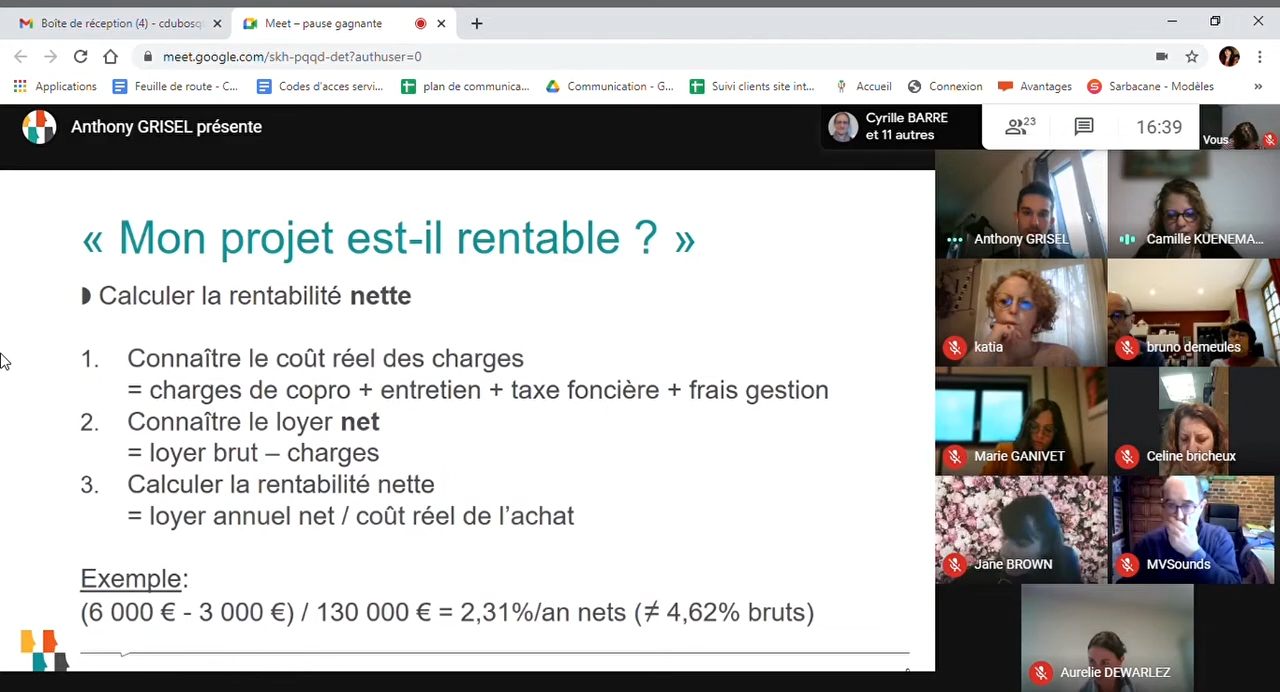 Boîte de réception (4) - cdubosq
Meet – pause gagnante
meet.google.com/skh-pqqd-det?authuser=0
Applications
Feuille de route - C...
Codes d'acces servi...
plan de communica...
Communication - G...
Suivi clients site int...
Accueil
Connexion
Avantages
Sarbacane - Modèles
»
Anthony GRISEL présente
Cyrille BARRE
et 11 autres
23
16:39
Vous
« Mon projet est-il rentable ? »
◗ Calculer la rentabilité nette
1. Connaître le coût réel des charges
= charges de copro + entretien + taxe foncière + frais gestion
2. Connaître le loyer net
= loyer brut – charges
3. Calculer la rentabilité nette
= loyer annuel net / coût réel de l'achat
Exemple:
(6 000 € - 3 000 €) / 130 000 € = 2,31%/an nets (≠ 4,62% bruts)
Anthony GRISEL
Camille KUENEMA...
katia
bruno demeules
Marie GANIVET
Celine bricheux
Jane BROWN
MVSounds
Aurelie DEWARLEZ